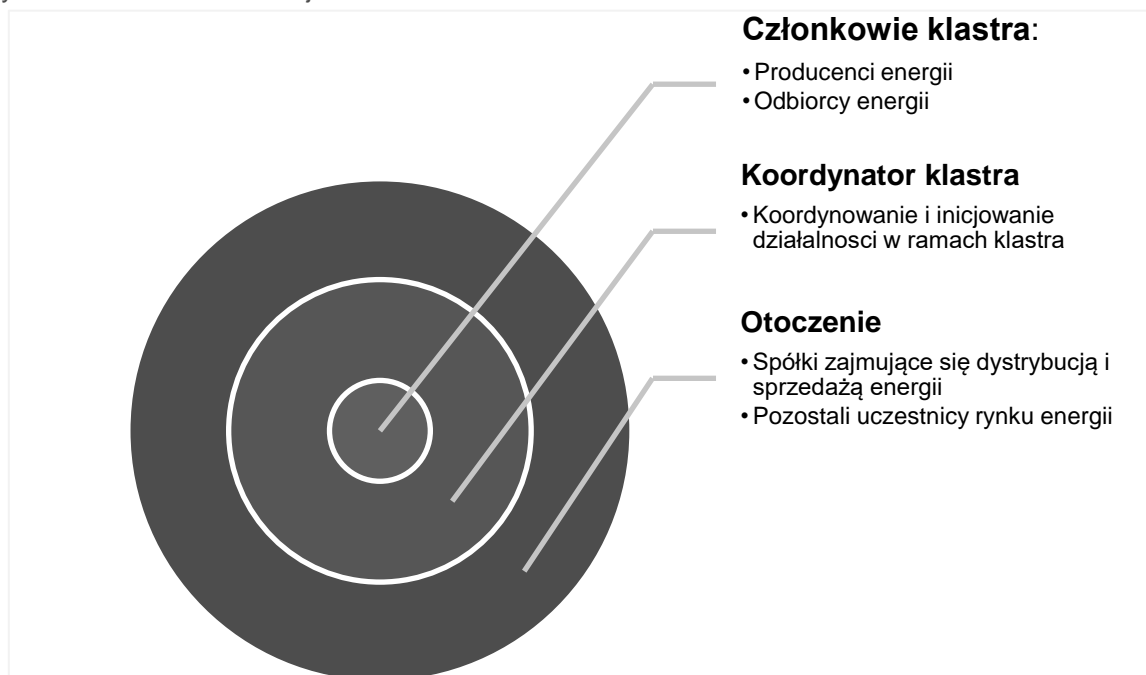 Członkowie klastra:
• Producenci energii
• Odbiorcy energii
Koordynator klastra
• Koordynowanie i inicjowanie
działalnosci w ramach klastra
Otoczenie
• Spółki zajmujące się dystrybucją i
sprzedażą energii
• Pozostali uczestnicy rynku energii